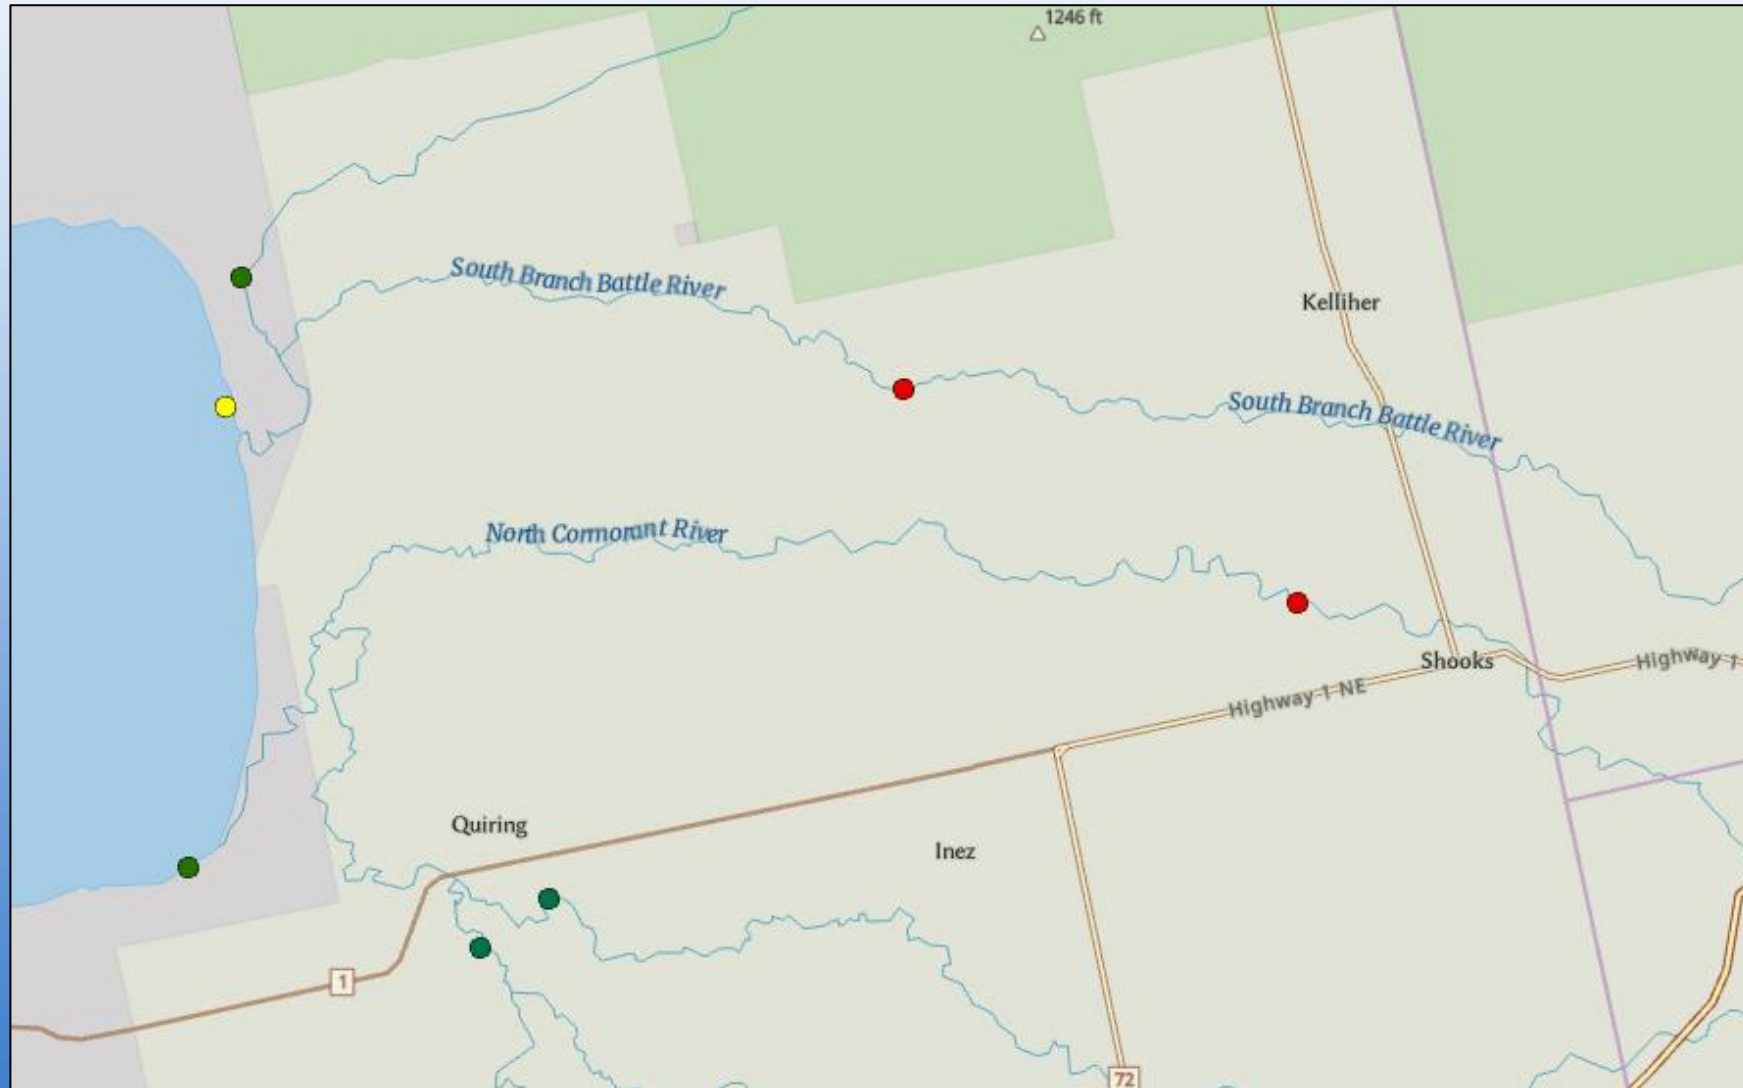 1246 ft
South Branch Battle River
Kelliher
South Branch Battle River
North Cormorant River
Shooks
Highway 1
Highway 1 NE
Quiring
Inez
1
72